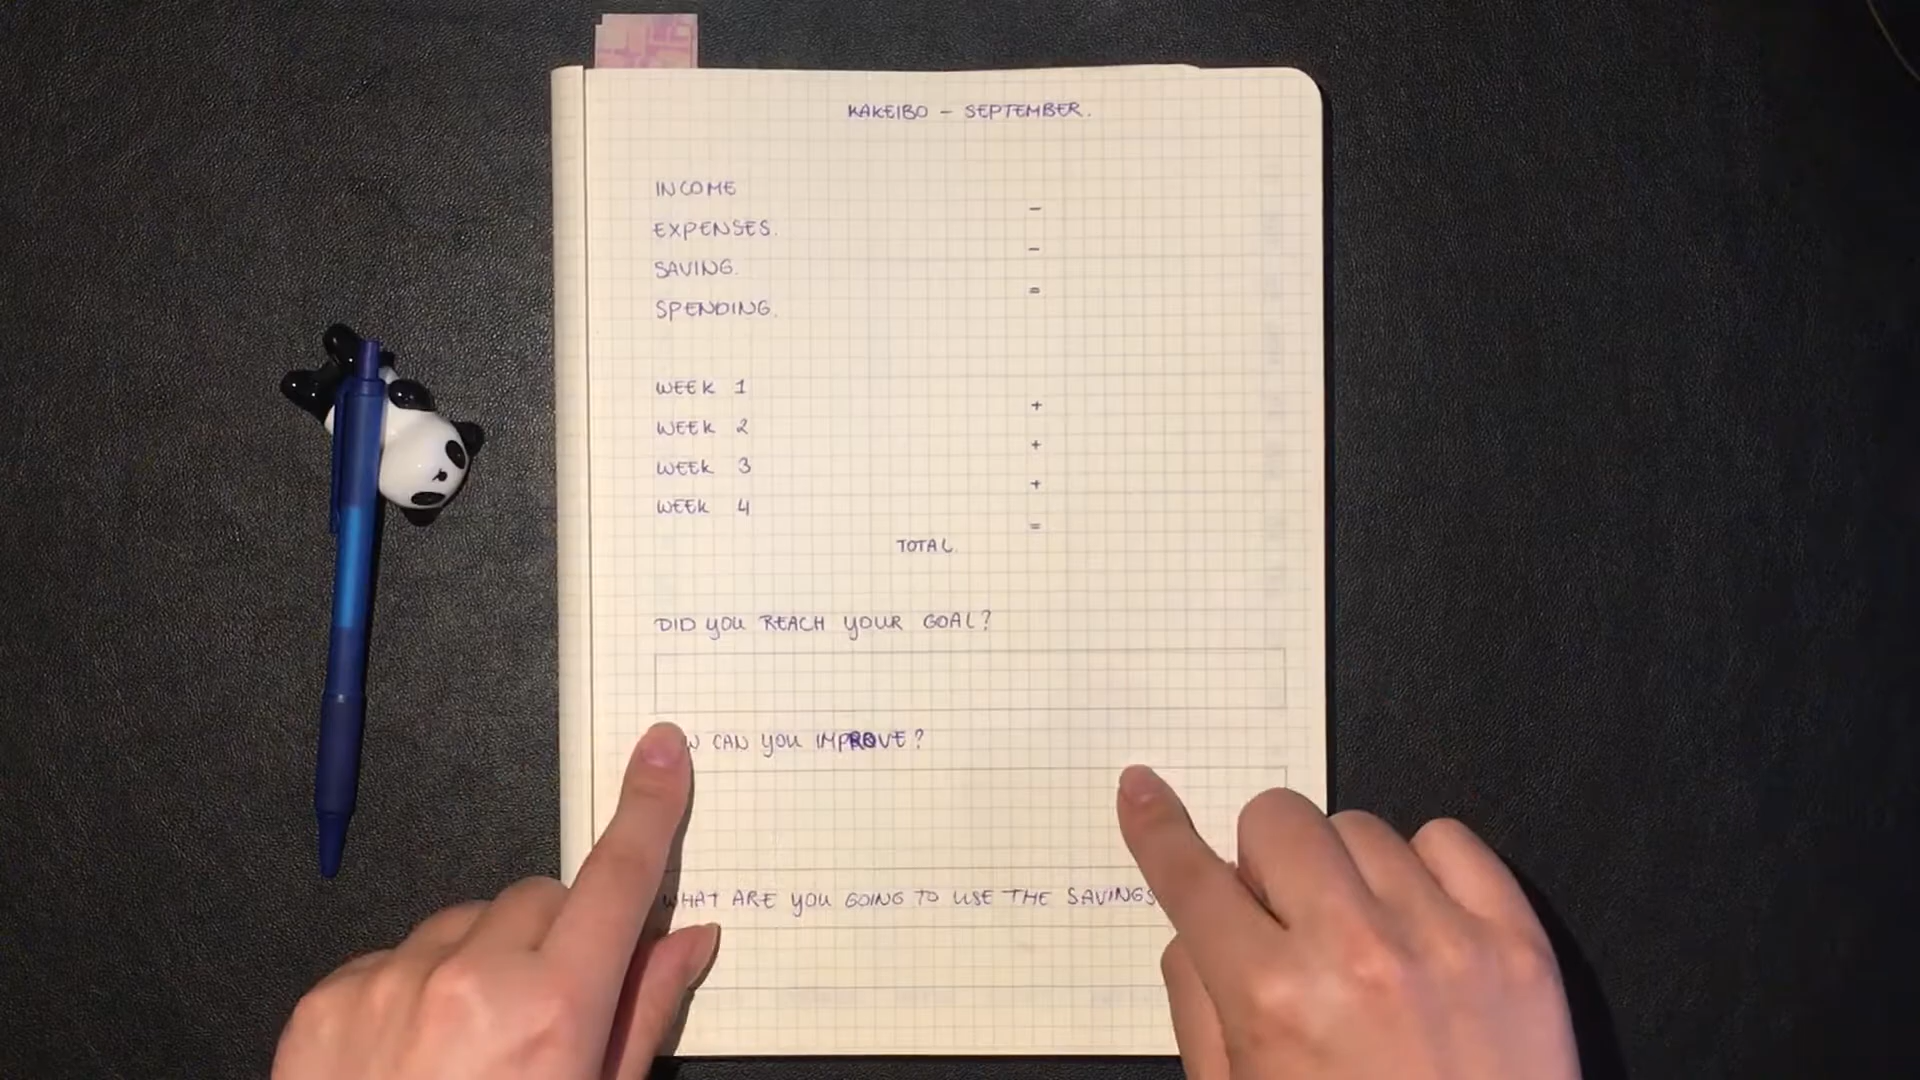 KAKEIBO – SEPTEMBER.
INCOME
–
EXPENSES.
–
SAVING.
=
SPENDING.
WEEK 1
+
WEEK 2
+
WEEK 3
+
WEEK 4
=
TOTAL.
DID YOU REACH YOUR GOAL?
W CAN YOU IMPROVE?
WHAT ARE YOU GOING TO USE THE SAVINGS